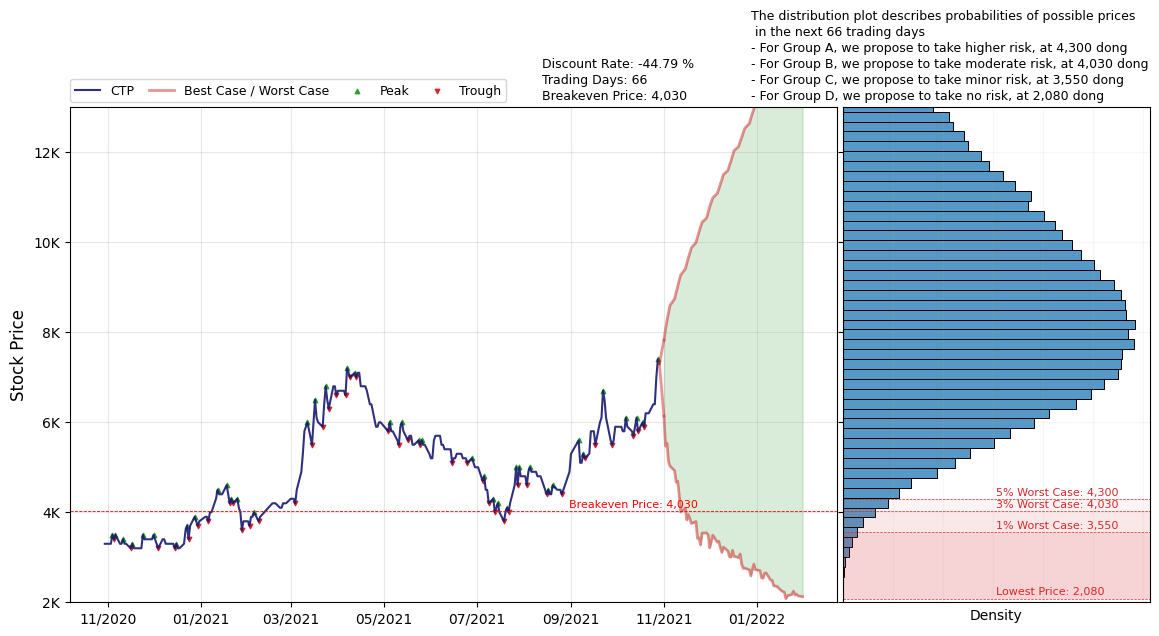 The distribution plot describes probabilities of possible prices
in the next 66 trading days
- For Group A, we propose to take higher risk, at 4,300 dong
- For Group B, we propose to take moderate risk, at 4,030 dong
- For Group C, we propose to take minor risk, at 3,550 dong
- For Group D, we propose to take no risk, at 2,080 dong
Discount Rate: -44.79 %
Trading Days: 66
Breakeven Price: 4,030
CTP
Best Case / Worst Case
Peak
Trough
Stock Price
12K
10K
8K
6K
4K
2K
Breakeven Price: 4,030
5% Worst Case: 4,300
3% Worst Case: 4,030
1% Worst Case: 3,550
Lowest Price: 2,080
11/2020
01/2021
03/2021
05/2021
07/2021
09/2021
11/2021
01/2022
Density